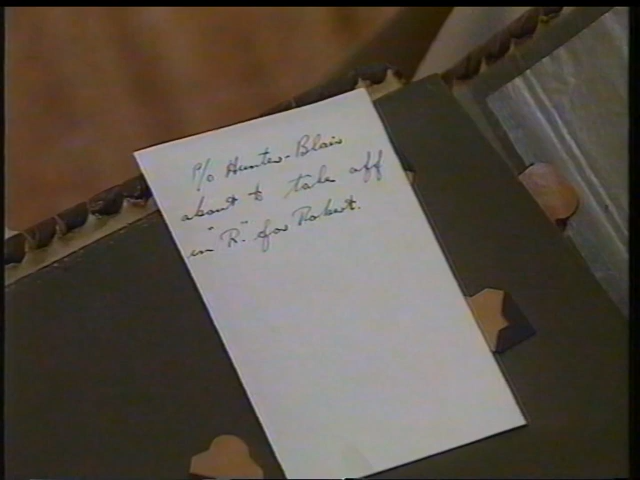 P/o Hunter-Blair
about to take off
in "R." for Robert.